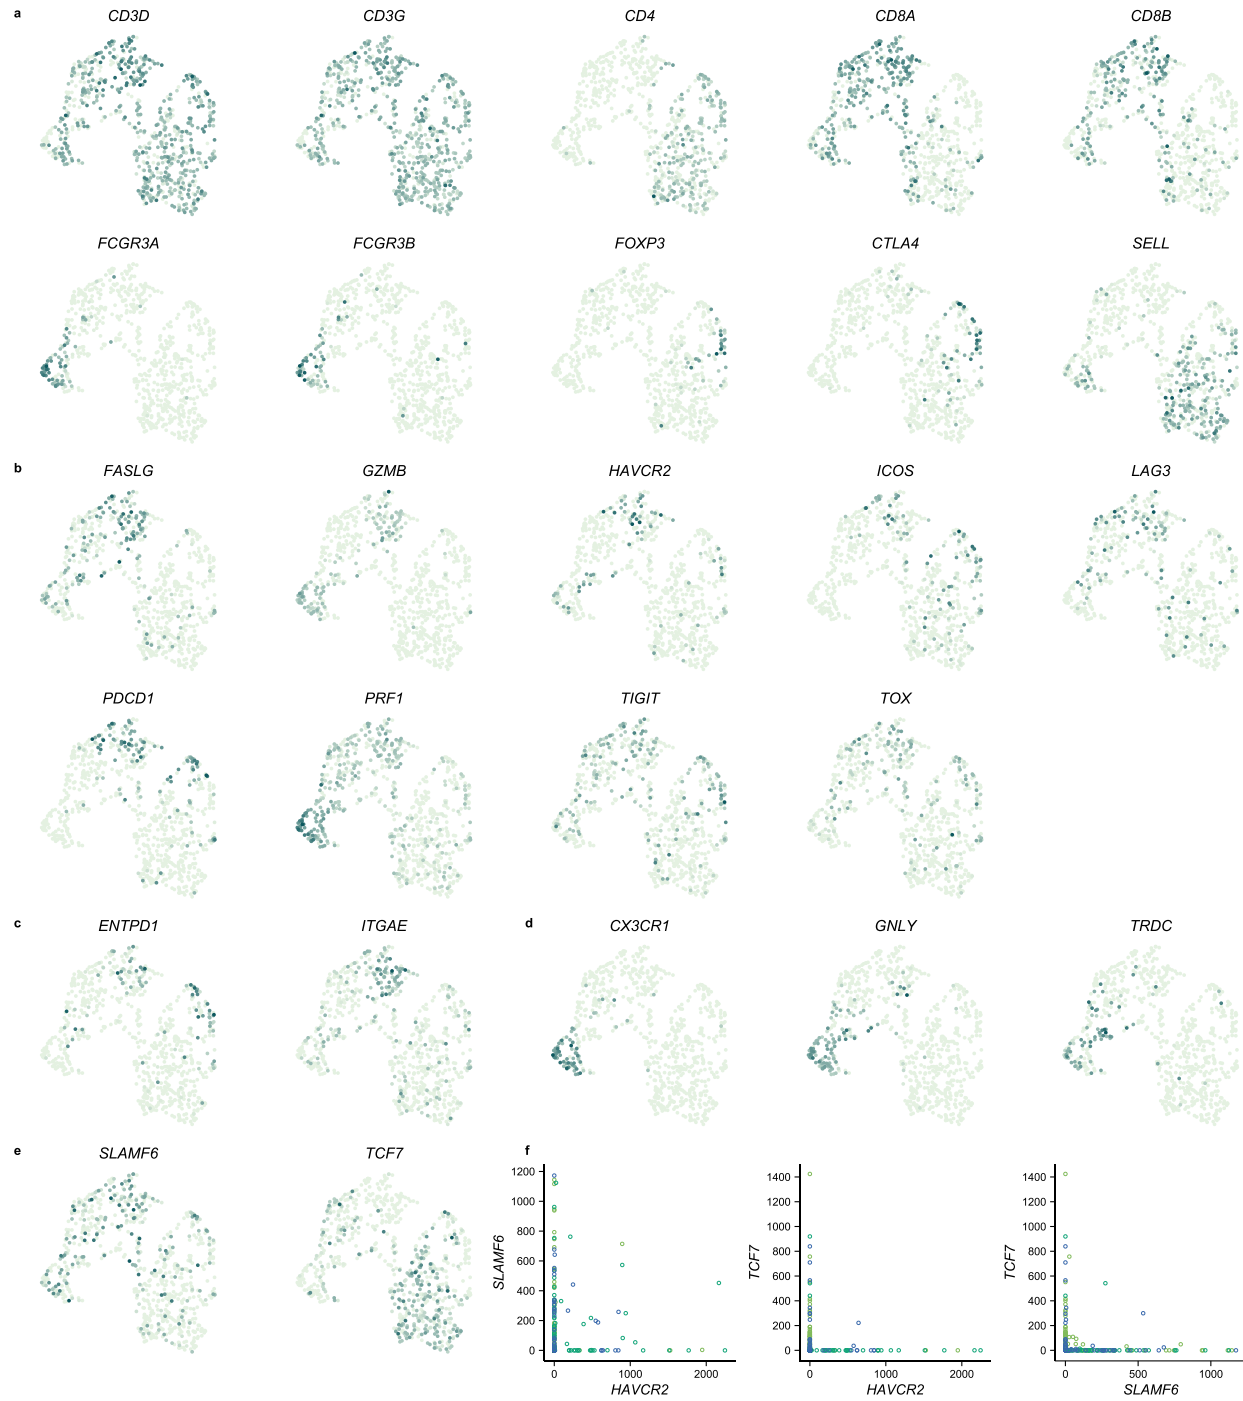 a
CD3D CD3G CD4 CD8A CD8B
FCGR3A FCGR3B FOXP3 CTLA4 SELL
b
FASLG GZMB HAVCR2 ICOS LAG3
PDCD1 PRF1 TIGIT TOX
c
ENTPD1 ITGAE
d
CX3CR1 GNLY TRDC
e
SLAMF6 TCF7
f
1200
1000
800
600
400
200
0
SLAMF6
0 1000 2000
HAVCR2
1400
1200
1000
800
600
400
200
0
TCF7
0 1000 2000
HAVCR2
1400
1200
1000
800
600
400
200
0
TCF7
0 500 1000
SLAMF6